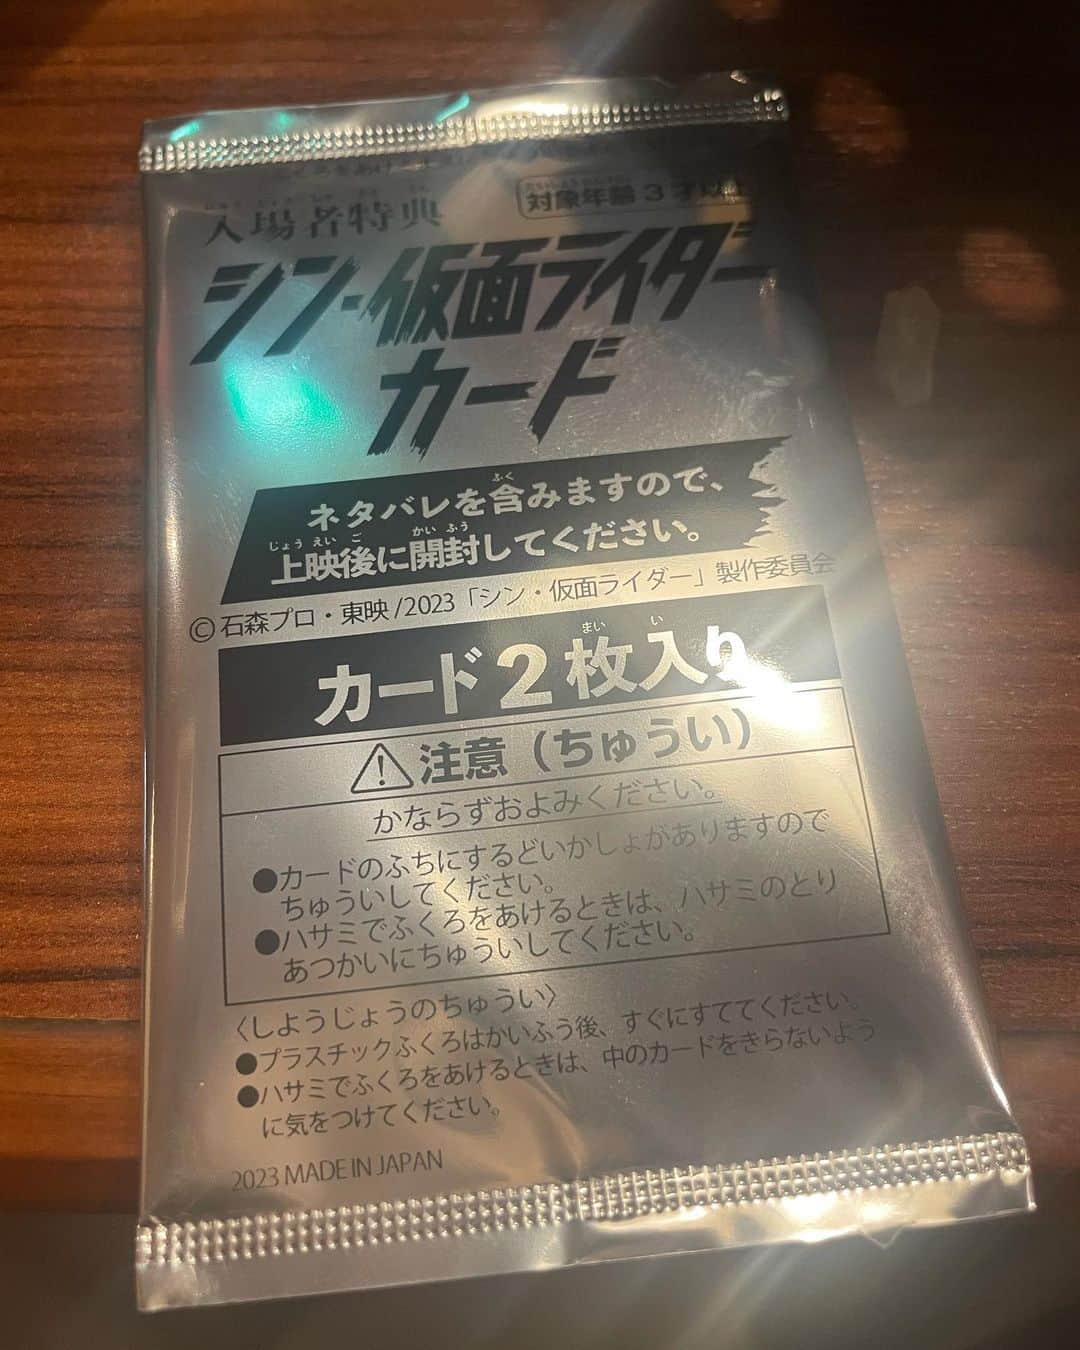 入場者特典
対象年齢3才以上
シン・仮面ライダー
カード
ネタバレを含みますので、
上映後に開封してください。
©石森プロ・東映/2023「シン・仮面ライダー」製作委員会
カード2枚入り
⚠注意(ちゅうい)
かならずおよみください。
●カードのふちにするどいかしょがありますので
ちゅういしてください。
●ハサミでふくろをあけるときは、ハサミのとり
あつかいにちゅういしてください。
〈しようじょうのちゅうい〉
●プラスチックふくろはかいふう後、すぐにすててください。
●ハサミでふくろをあけるときは、中のカードをきらないよう
に気をつけてください。
2023 MADE IN JAPAN